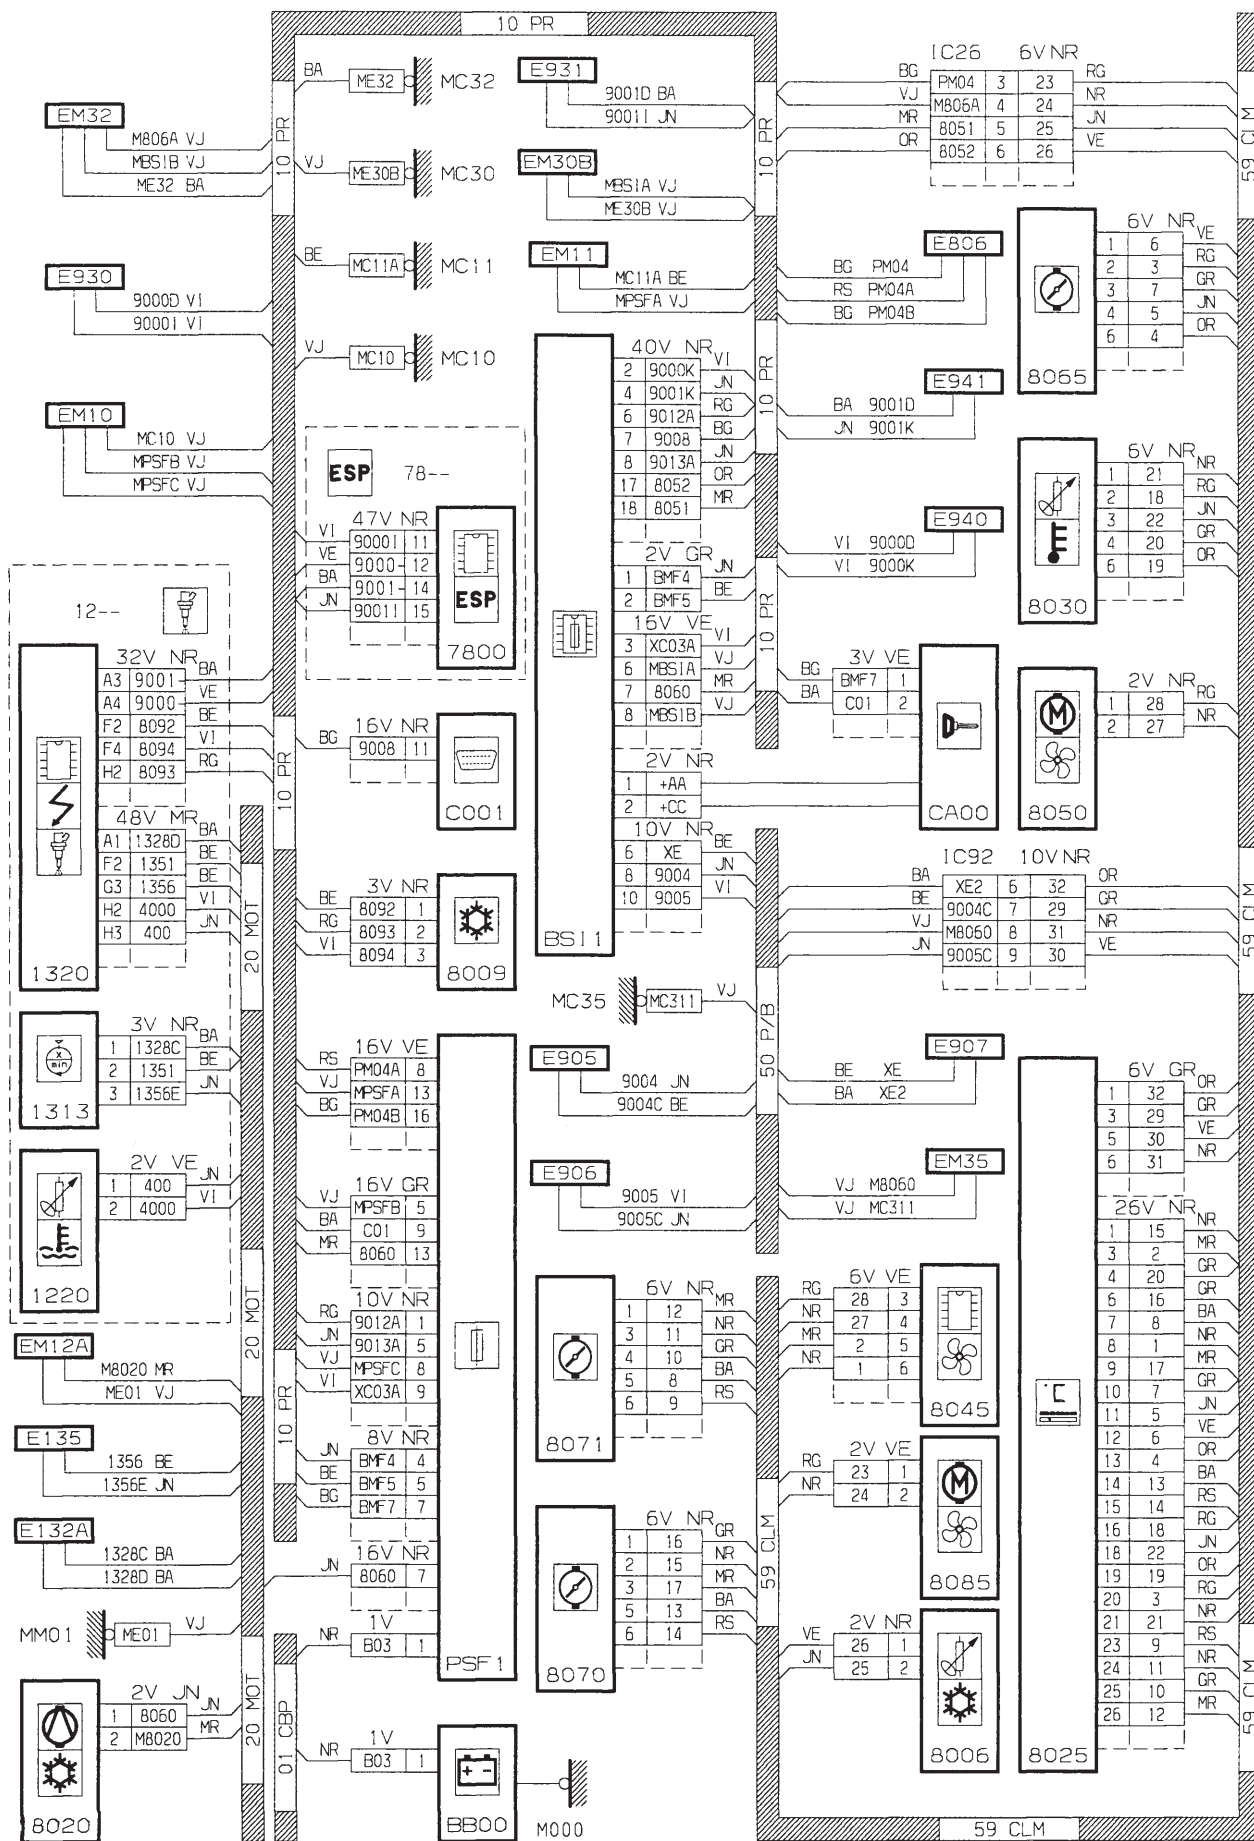 10 PR
EM32
M806A VJ
MBSIB VJ
ME32 BA
E930
9000D VI
9000I VI
EM10
MC10 VJ
MPSFB VJ
MPSFC VJ
12--
32V NR
A3 9001 BA
A4 9000 VE
F2 8092 BE
F4 8094 VI
H2 8093 RG
48V MR
A1 1328D BA
F2 1351 BE
G3 1356 BE
H2 4000 VI
H3 400 JN
1320
3V NR
1 1328C BA
2 1351 BE
3 1356E JN
1313
2V VE
1 400 JN
2 4000 VI
1220
EM12A
M8020 MR
ME01 VJ
E135
1356 BE
1356E JN
E132A
1328C BA
1328D BA
MM01 ME01 VJ
2V JN
1 8060 JN
2 M8020 MR
8020
20 MOT
20 MOT
20 MOT
10 PR
10 PR
10 PR
01 CBP
BA ME32 MC32
VJ ME30B MC30
BE MC11A MC11
VJ MC10 MC10
ESP 78--
47V NR
VI 9000I 11
VE 9000- 12
BA 9001- 14
JN 9001I 15
ESP
7800
16V NR
BG 9008 11
C001
3V NR
BE 8092 1
RG 8093 2
VI 8094 3
8009
16V VE
RS PM04A 8
VJ MPSFA 13
BG PM04B 16
16V GR
VJ MPSFB 5
BA C01 9
MR 8060 13
10V NR
RG 9012A 1
JN 9013A 5
VJ MPSFC 8
VI XC03A 9
8V NR
JN BMF4 4
BE BMF5 5
BG BMF7 7
16V NR
JN 8060 7
1V
NR B03 1
PSF1
1V
NR B03 1
+ -
BB00
M000
E931
9001D BA
9001I JN
EM30B
MBSIA VJ
ME30B VJ
EM11
MC11A BE
MPSFA VJ
40V NR
2 9000K VI
4 9001K JN
6 9012A RG
7 9008 BG
8 9013A JN
17 8052 OR
18 8051 MR
2V GR
1 BMF4 JN
2 BMF5 BE
16V VE
3 XC03A VI
6 MBSIA VJ
7 8060 MR
8 MBSIB VJ
2V NR
1 +AA
2 +CC
10V NR
6 XE BE
8 9004 JN
10 9005 VI
BSI1
MC35 MC311 VJ
E905
9004 JN
9004C BE
E906
9005 VI
9005C JN
6V NR
1 12 MR
3 11 NR
4 10 GR
5 8 BA
6 9 RS
8071
6V NR
1 16 GR
2 15 NR
3 17 MR
5 13 BA
6 14 RS
8070
10 PR
10 PR
10 PR
50 P/B
59 CLM
IC26 6V NR
BG PM04 3 23 RG
VJ M806A 4 24 NR
MR 8051 5 25 JN
OR 8052 6 26 VE
E806
BG PM04
RS PM04A
BG PM04B
E941
BA 9001D
JN 9001K
E940
VI 9000D
VI 9000K
3V VE
BG BMF7 1
BA C01 2
CA00
IC92 10V NR
BA XE2 6 32 OR
BE 9004C 7 29 GR
VJ M8060 8 31 NR
JN 9005C 9 30 VE
E907
BE XE
BA XE2
EM35
VJ M8060
VJ MC311
6V VE
RG 28 3
NR 27 4
MR 2 5
NR 1 6
8045
2V VE
RG 23 1
NR 24 2
M
8085
2V NR
VE 26 1
JN 25 2
8006
6V NR
1 6 VE
2 3 RG
3 7 GR
4 5 JN
6 4 OR
8065
6V NR
1 21 NR
2 18 RG
3 22 JN
4 20 GR
6 19 OR
8030
2V NR
1 28 RG
2 27 NR
M
8050
6V GR
1 32 OR
3 29 GR
5 30 VE
6 31 NR
26V NR
1 15 NR
3 2 MR
4 20 GR
6 16 GR
7 8 BA
8 1 NR
9 17 MR
10 7 GR
11 5 JN
12 6 VE
13 4 OR
14 13 BA
15 14 RS
16 18 RG
18 22 JN
19 19 OR
20 3 RG
21 21 NR
23 9 RS
24 11 NR
25 10 GR
26 12 MR
°C
8025
59 CLM
59 CLM
59 CLM
59 CLM